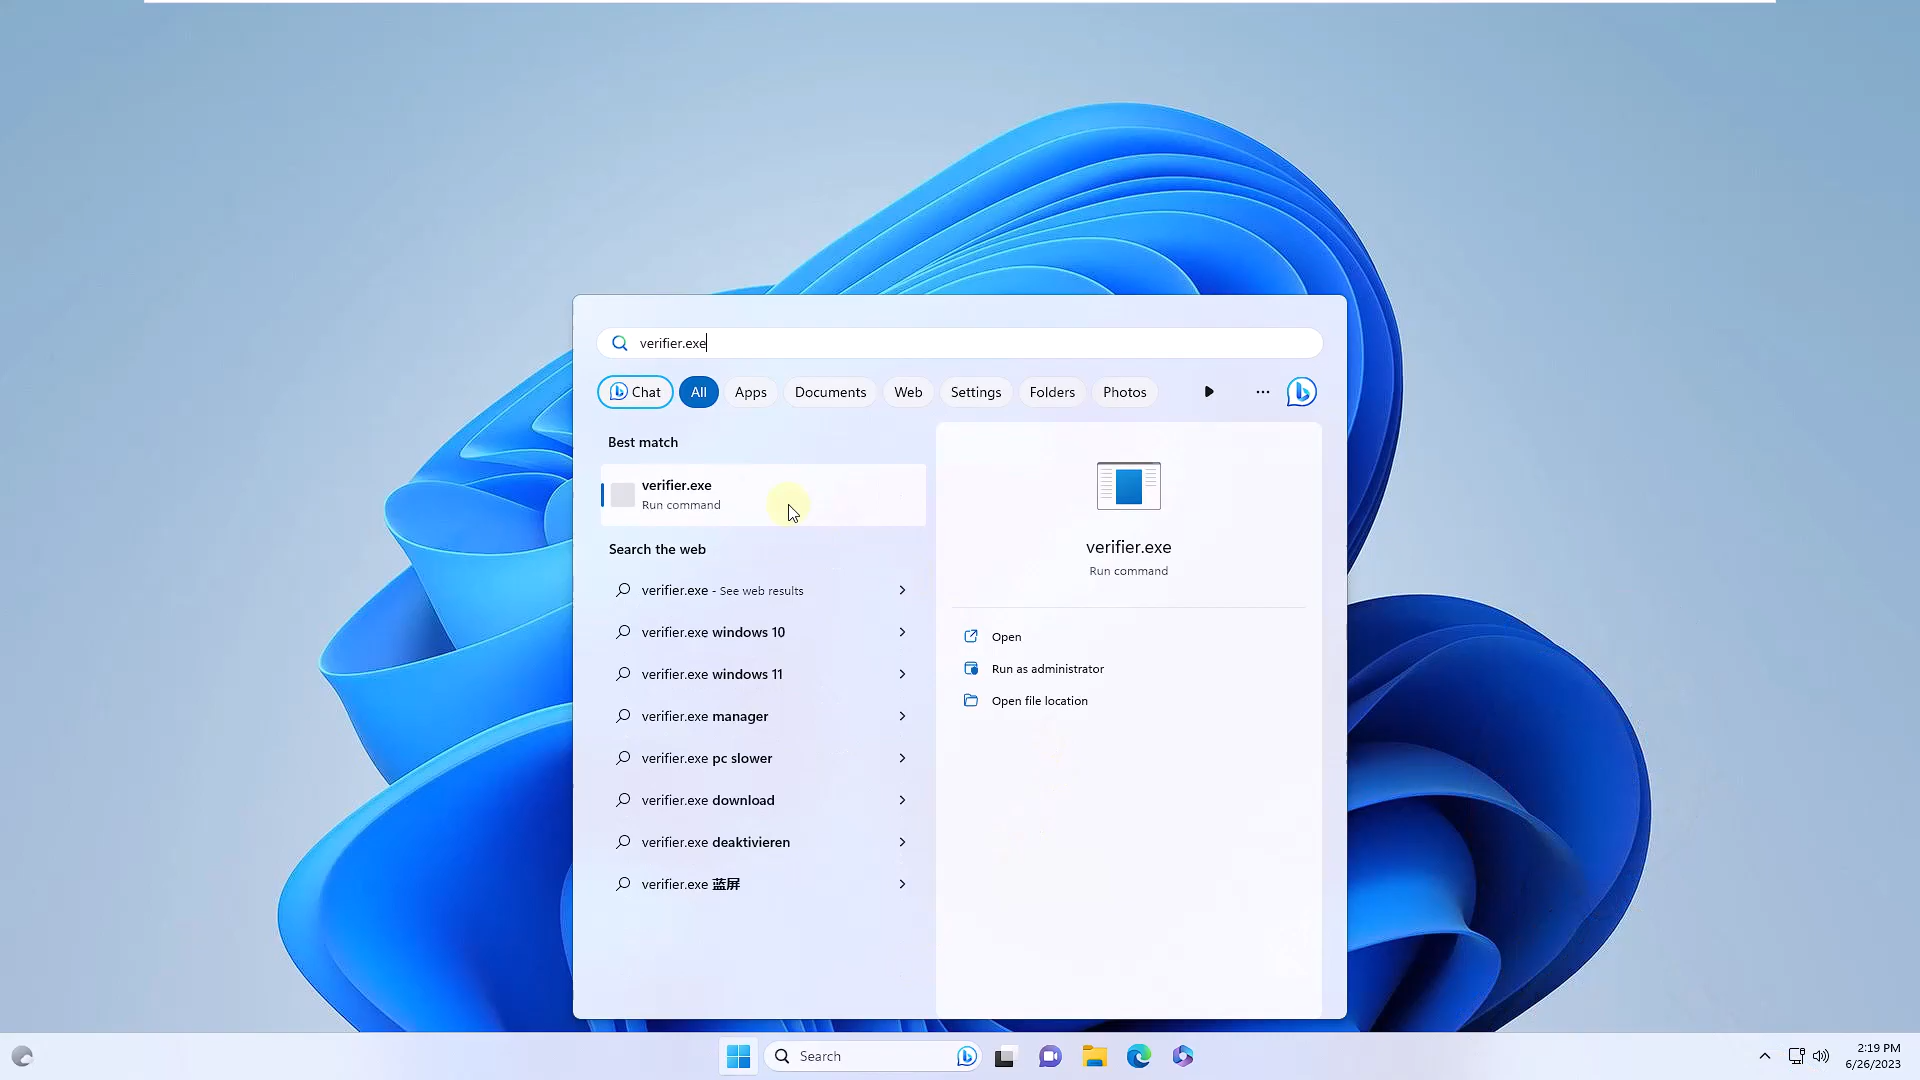 verifier.exe
Chat
All
Apps
Documents
Web
Settings
Folders
Photos
Best match
verifier.exe
Run command
Search the web
verifier.exe - See web results
verifier.exe windows 10
verifier.exe windows 11
verifier.exe manager
verifier.exe pc slower
verifier.exe download
verifier.exe deaktivieren
verifier.exe 蓝屏
verifier.exe
Run command
Open
Run as administrator
Open file location
Search
2:19 PM
6/26/2023